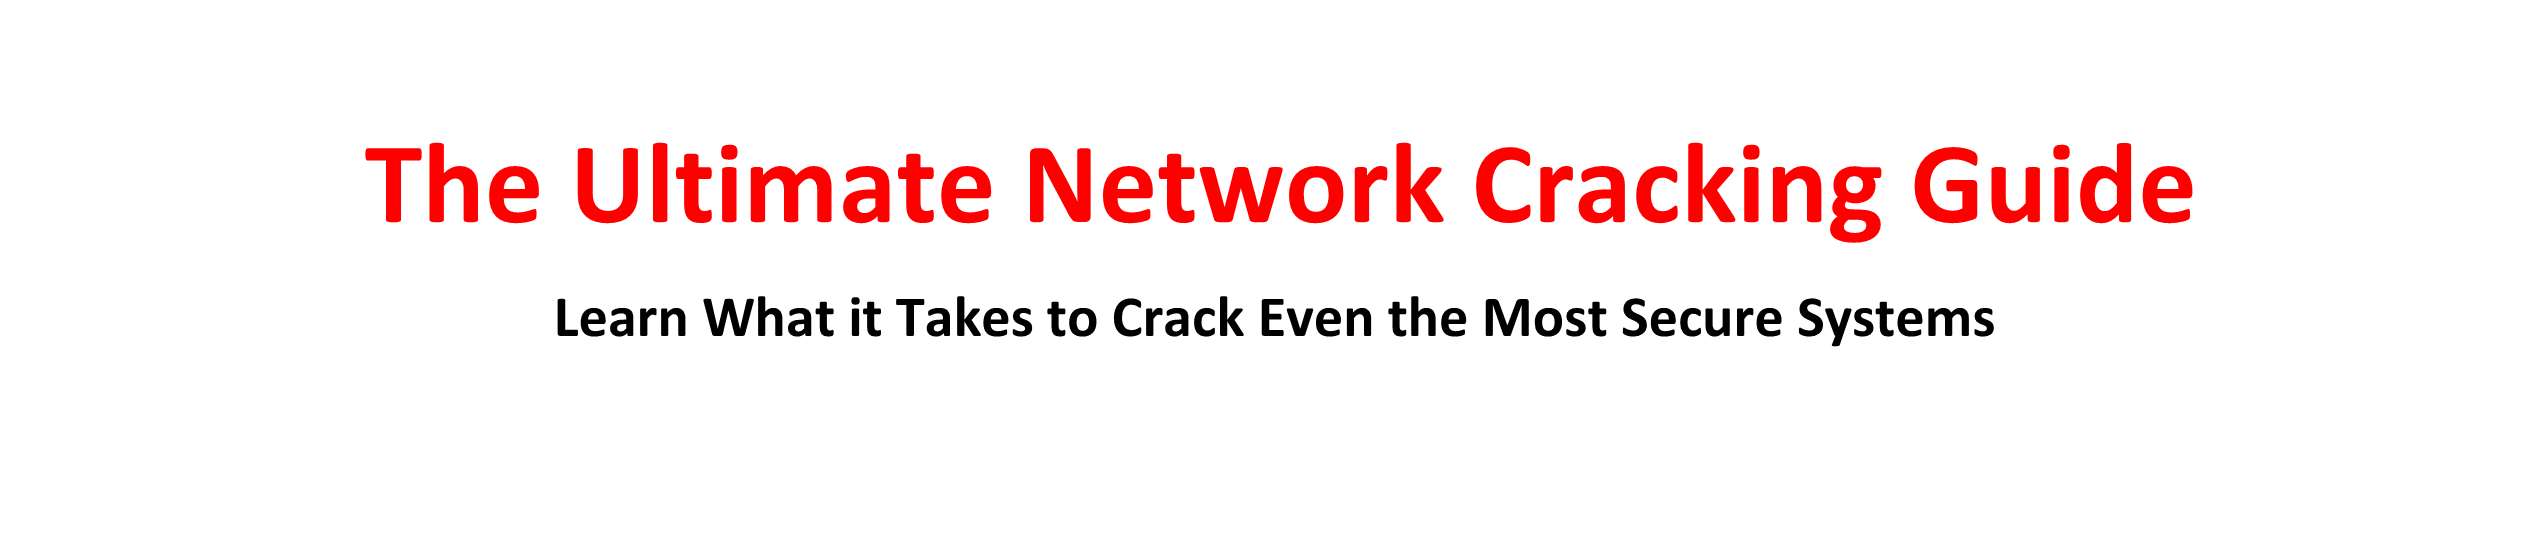 The Ultimate Network Cracking Guide
Learn What it Takes to Crack Even the Most Secure Systems